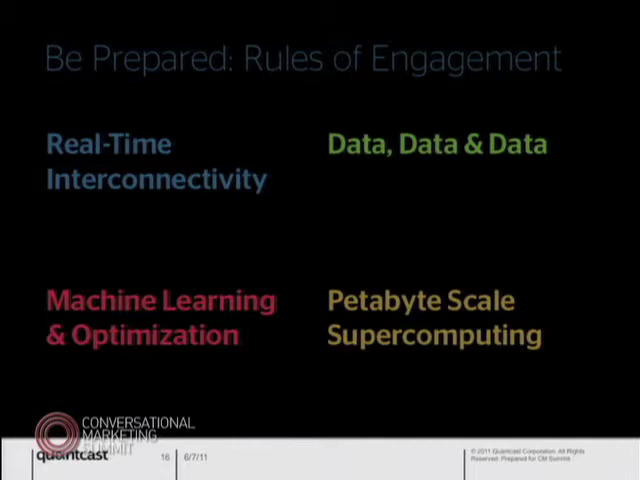 Be Prepared: Rules of Engagement
Real-Time
Interconnectivity
Data, Data & Data
Machine Learning
& Optimization
Petabyte Scale
Supercomputing
CONVERSATIONAL
MARKETING
SUMMIT
quantcast
16
6/7/11
© 2011 Quantcast Corporation. All Rights
Reserved. Prepared for CM Summit